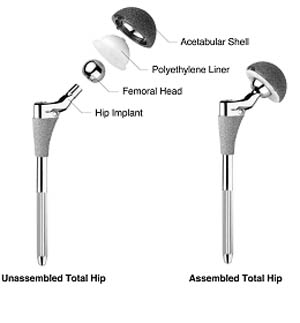 Acetabular Shell
Polyethylene Liner
Femoral Head
Hip Implant
Unassembled Total Hip
Assembled Total Hip